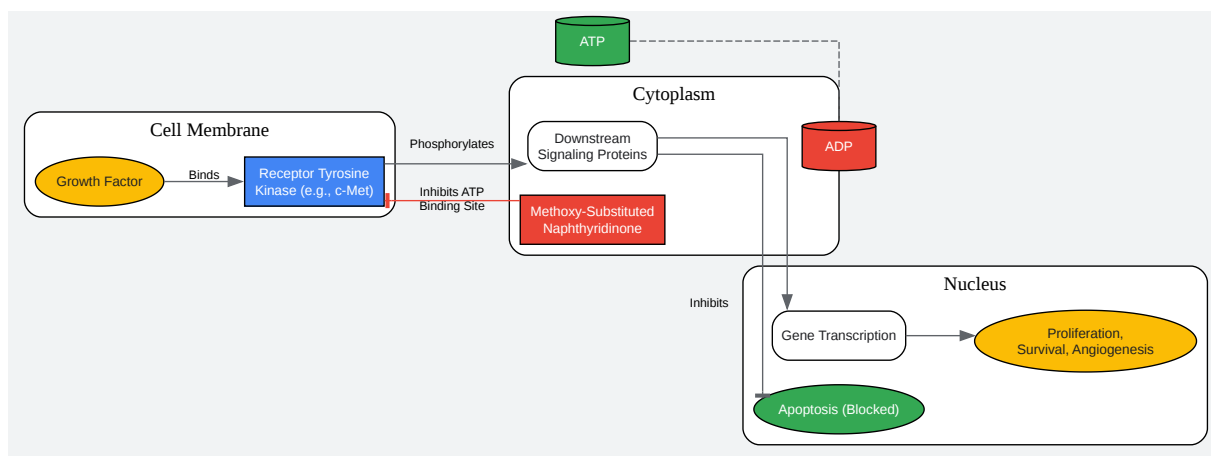 ATP
Cytoplasm
Cell Membrane
Growth Factor
Binds
Receptor Tyrosine
Kinase (e.g., c-Met)
Phosphorylates
Downstream
Signaling Proteins
ADP
Inhibits ATP
Binding Site
Methoxy-Substituted
Naphthyridinone
Nucleus
Inhibits
Gene Transcription
Proliferation,
Survival, Angiogenesis
Apoptosis (Blocked)